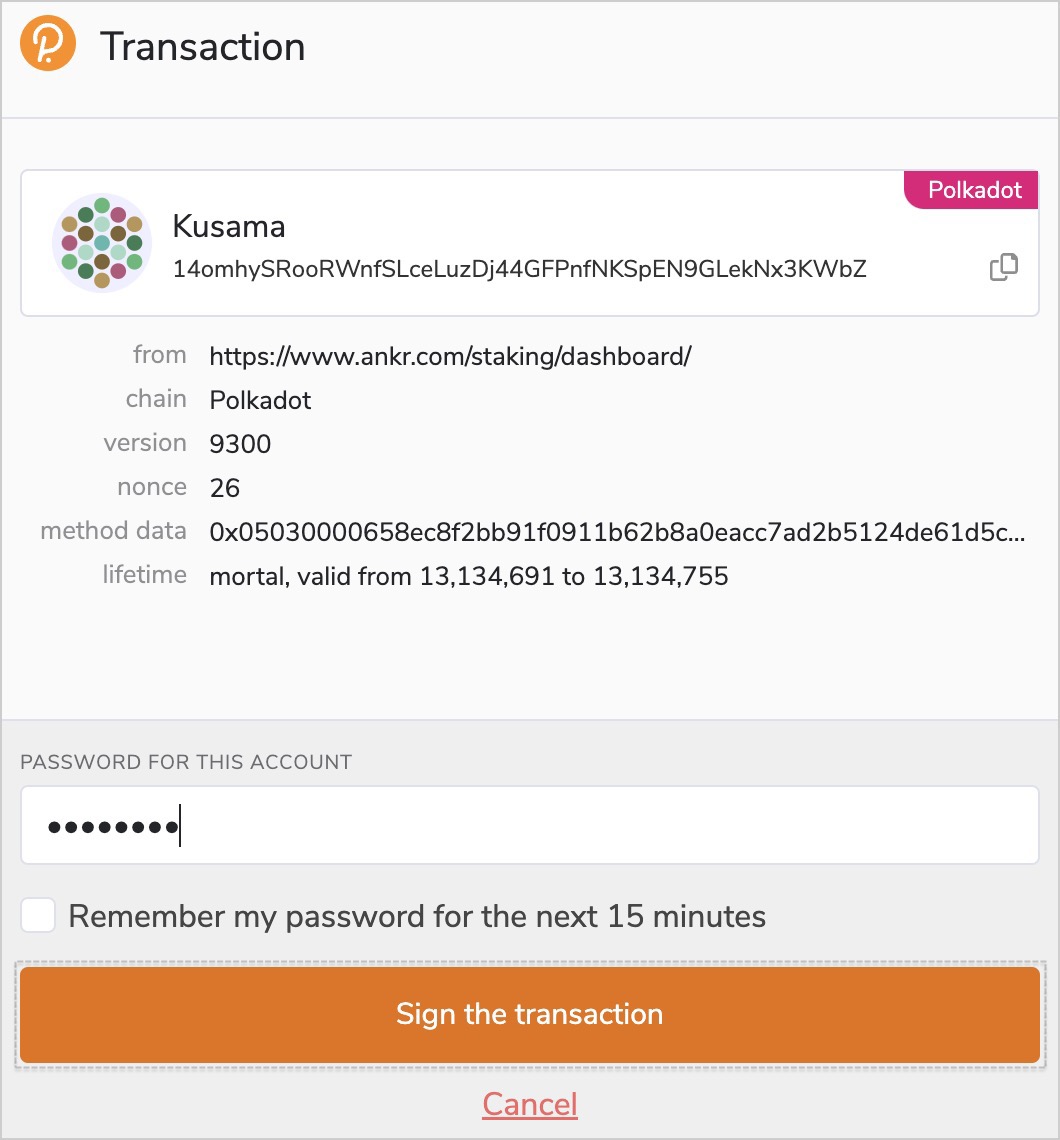 Transaction
Polkadot
Kusama
14omhySRooRWnfSLceLuzDj44GFPnfNKSpEN9GLekNx3KWbZ
from https://www.ankr.com/staking/dashboard/
chain Polkadot
version 9300
nonce 26
method data 0x05030000658ec8f2bb91f0911b62b8a0eacc7ad2b5124de61d5c...
lifetime mortal, valid from 13,134,691 to 13,134,755
PASSWORD FOR THIS ACCOUNT
••••••••
Remember my password for the next 15 minutes
Sign the transaction
Cancel